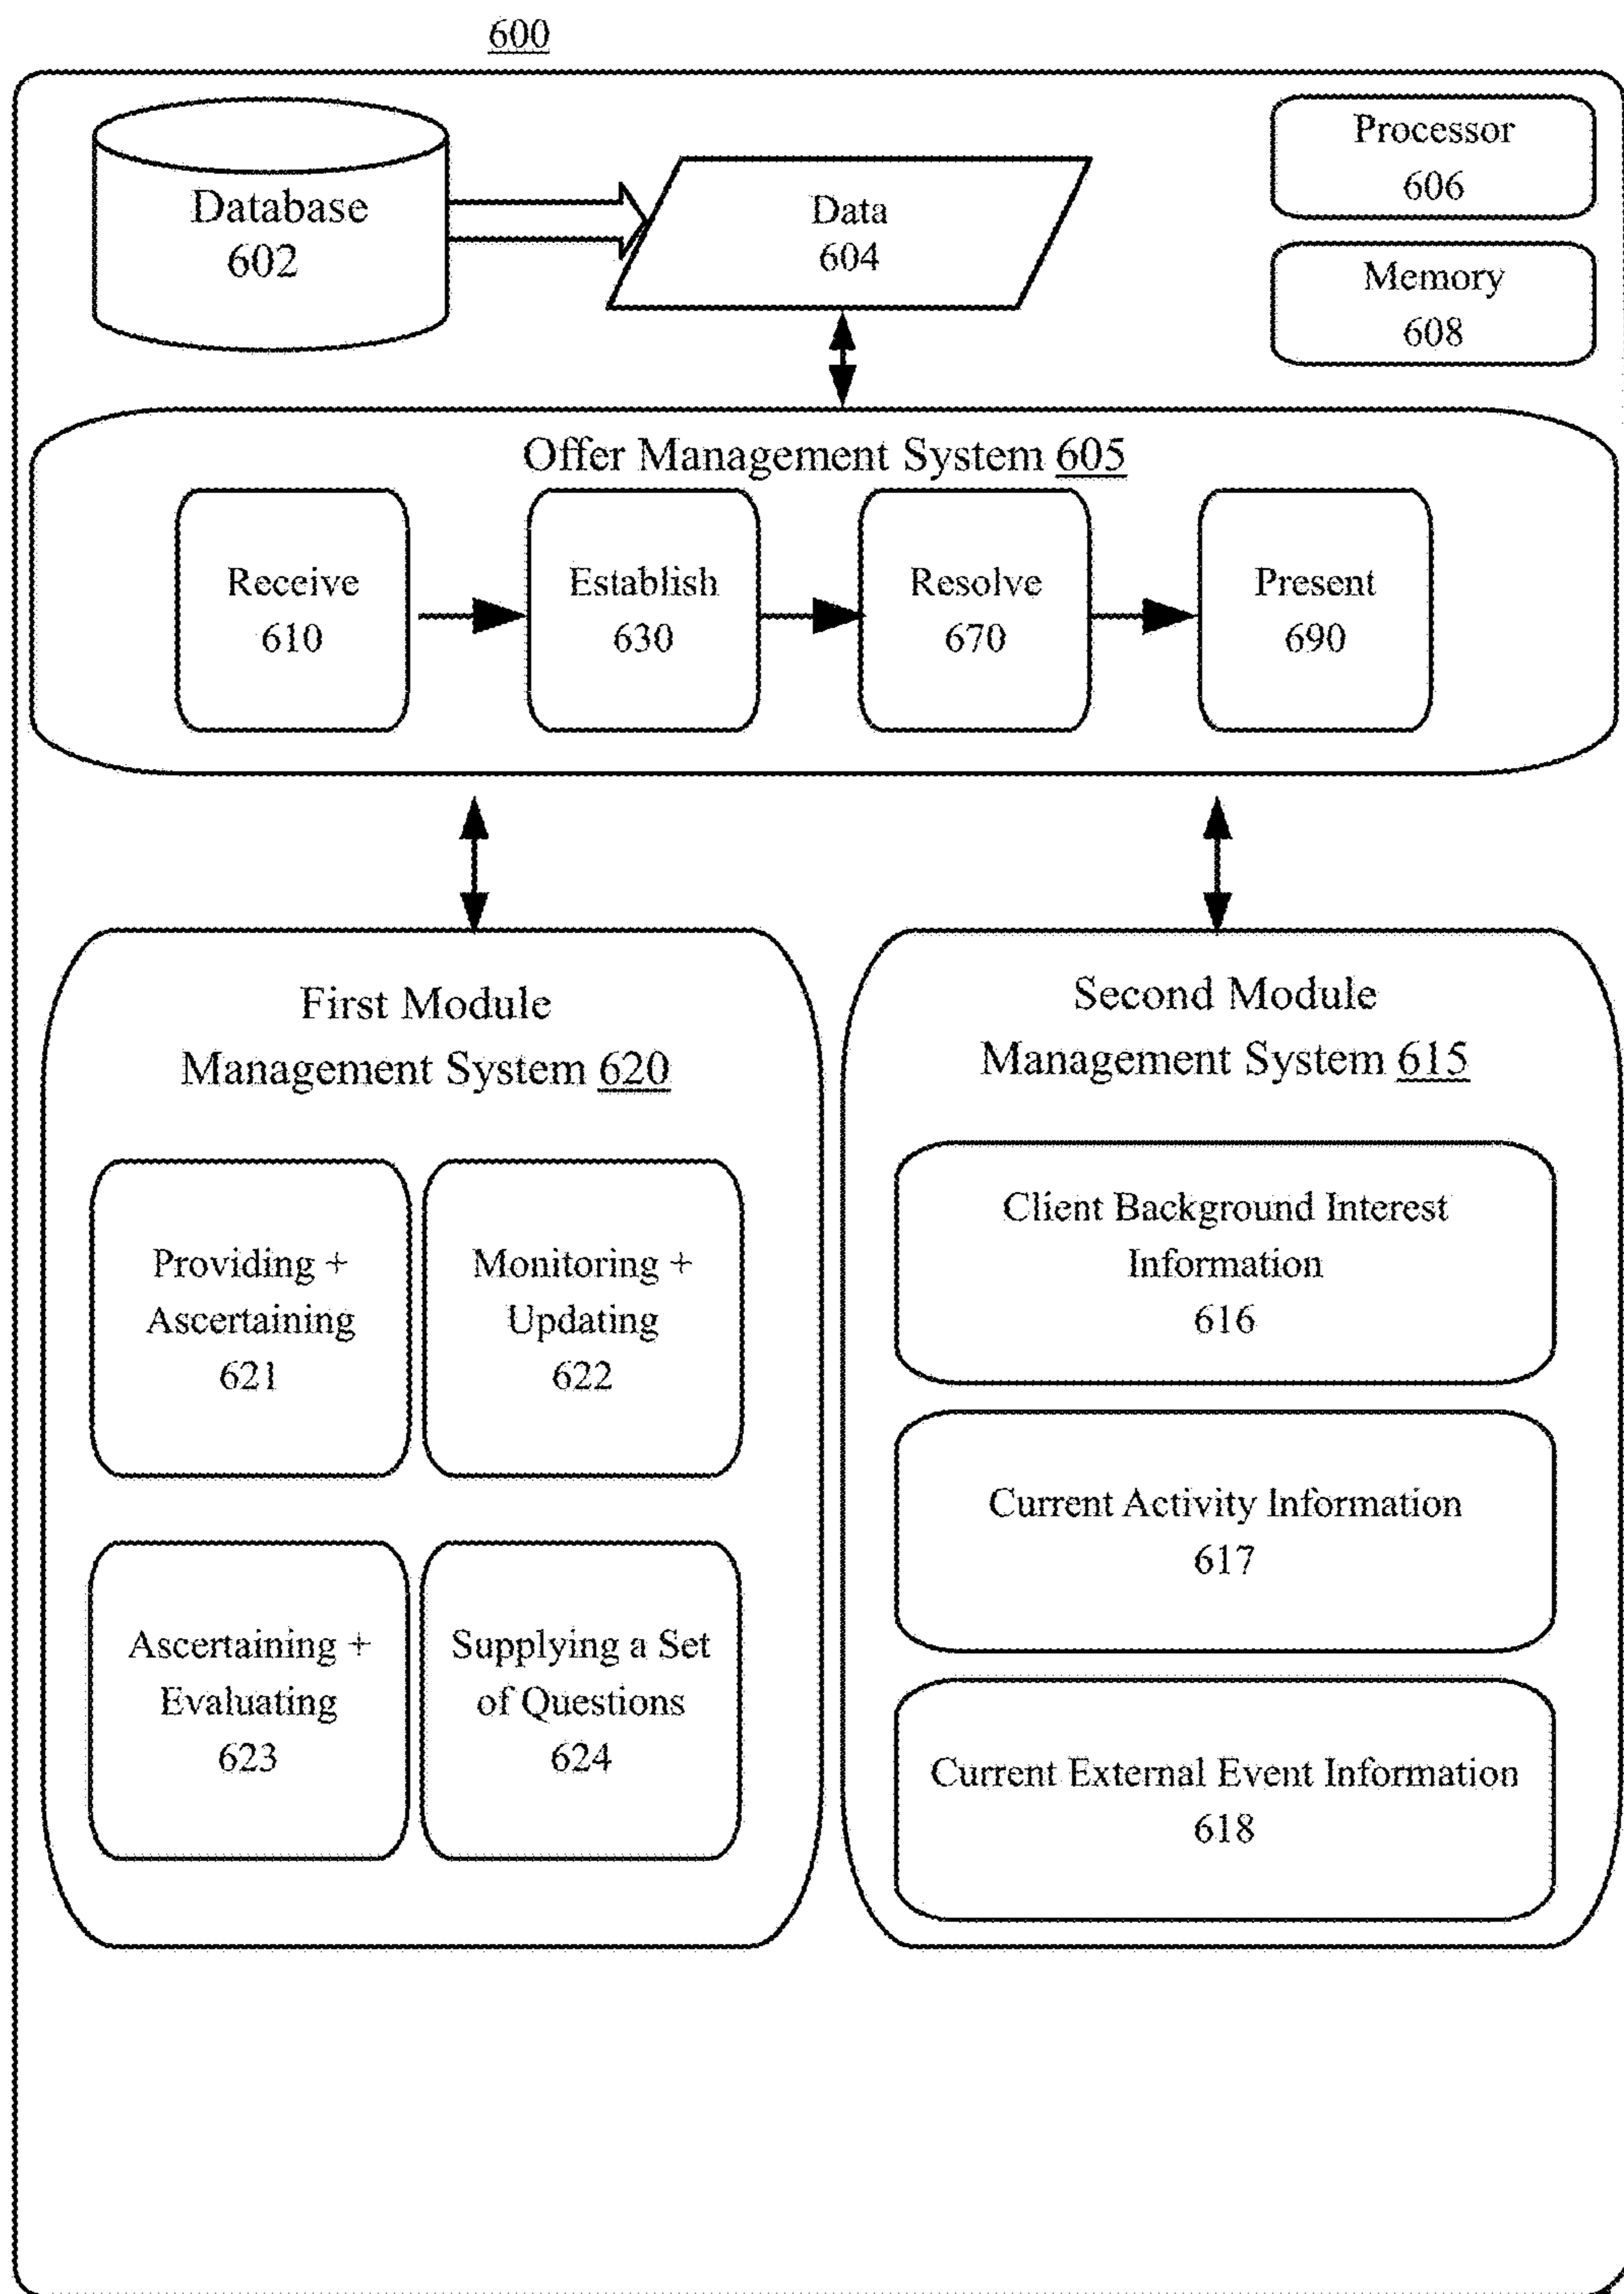 600
Database
602
Data
604
Processor
606
Memory
608
Offer Management System 605
Receive
610
Establish
630
Resolve
670
Present
690
First Module
Management System 620
Providing +
Ascertaining
621
Monitoring +
Updating
622
Ascertaining +
Evaluating
623
Supplying a Set
of Questions
624
Second Module
Management System 615
Client Background Interest
Information
616
Current Activity Information
617
Current External Event Information
618